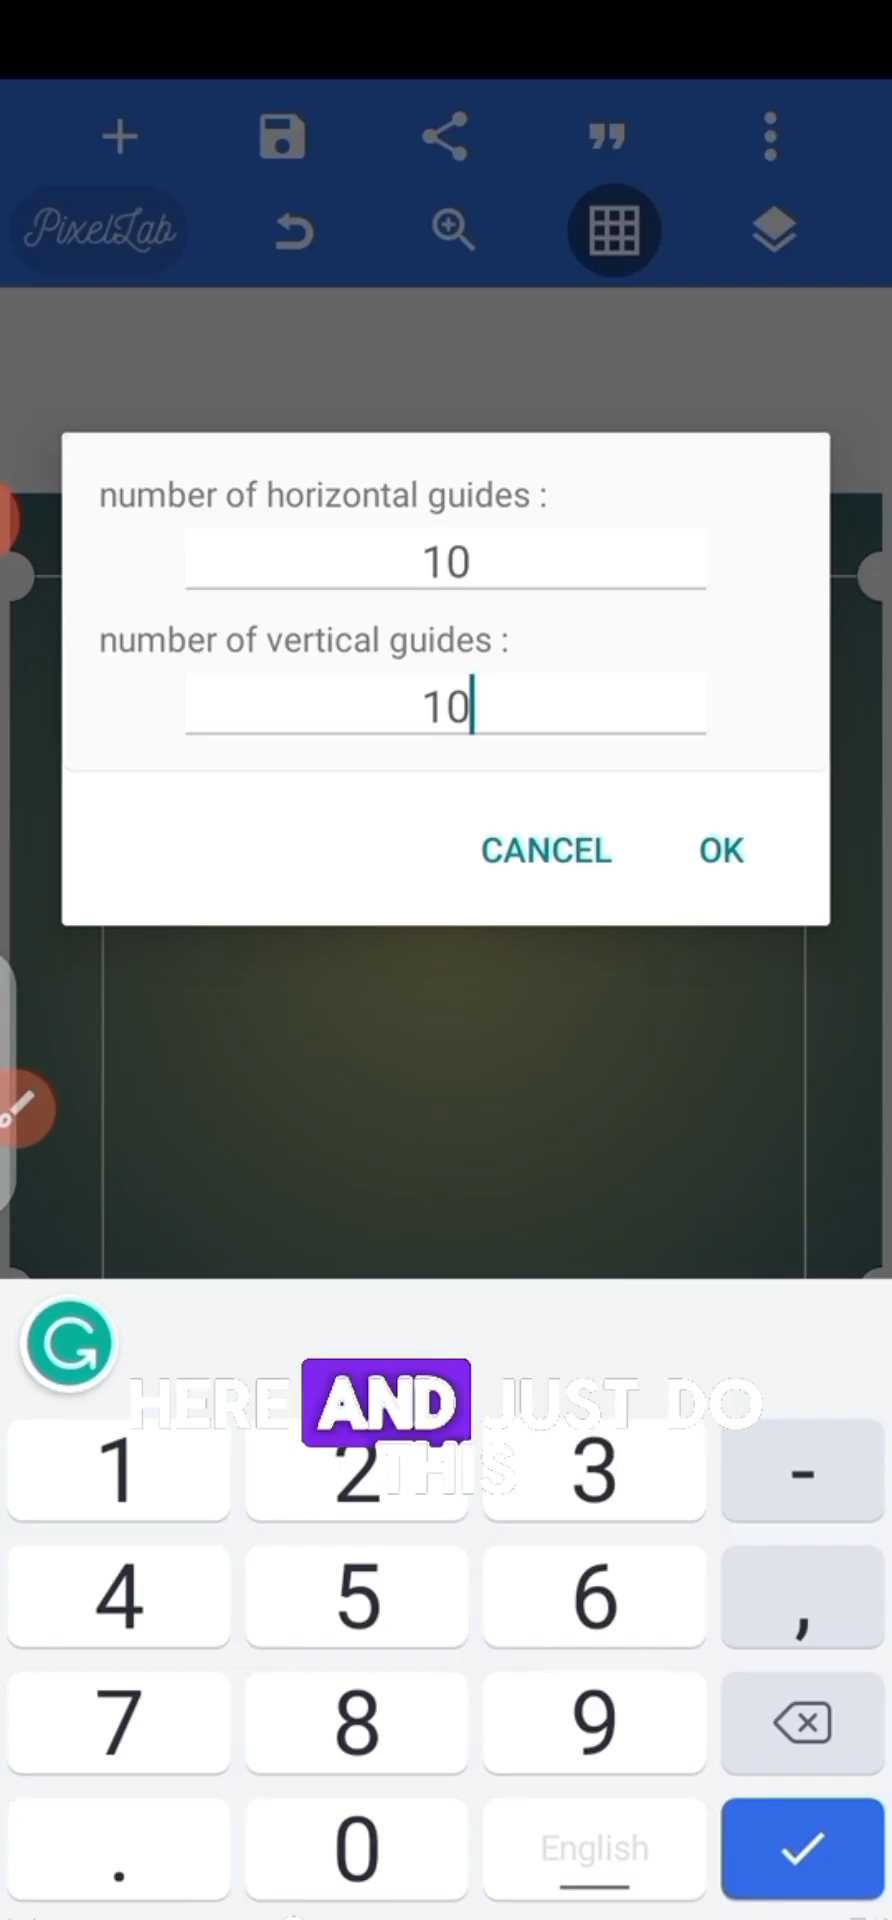 PixelLab
number of horizontal guides :
10
number of vertical guides :
10
CANCEL OK
HERE AND JUST DO
THIS
1 2 3 -
4 5 6 ,
7 8 9
. 0 English